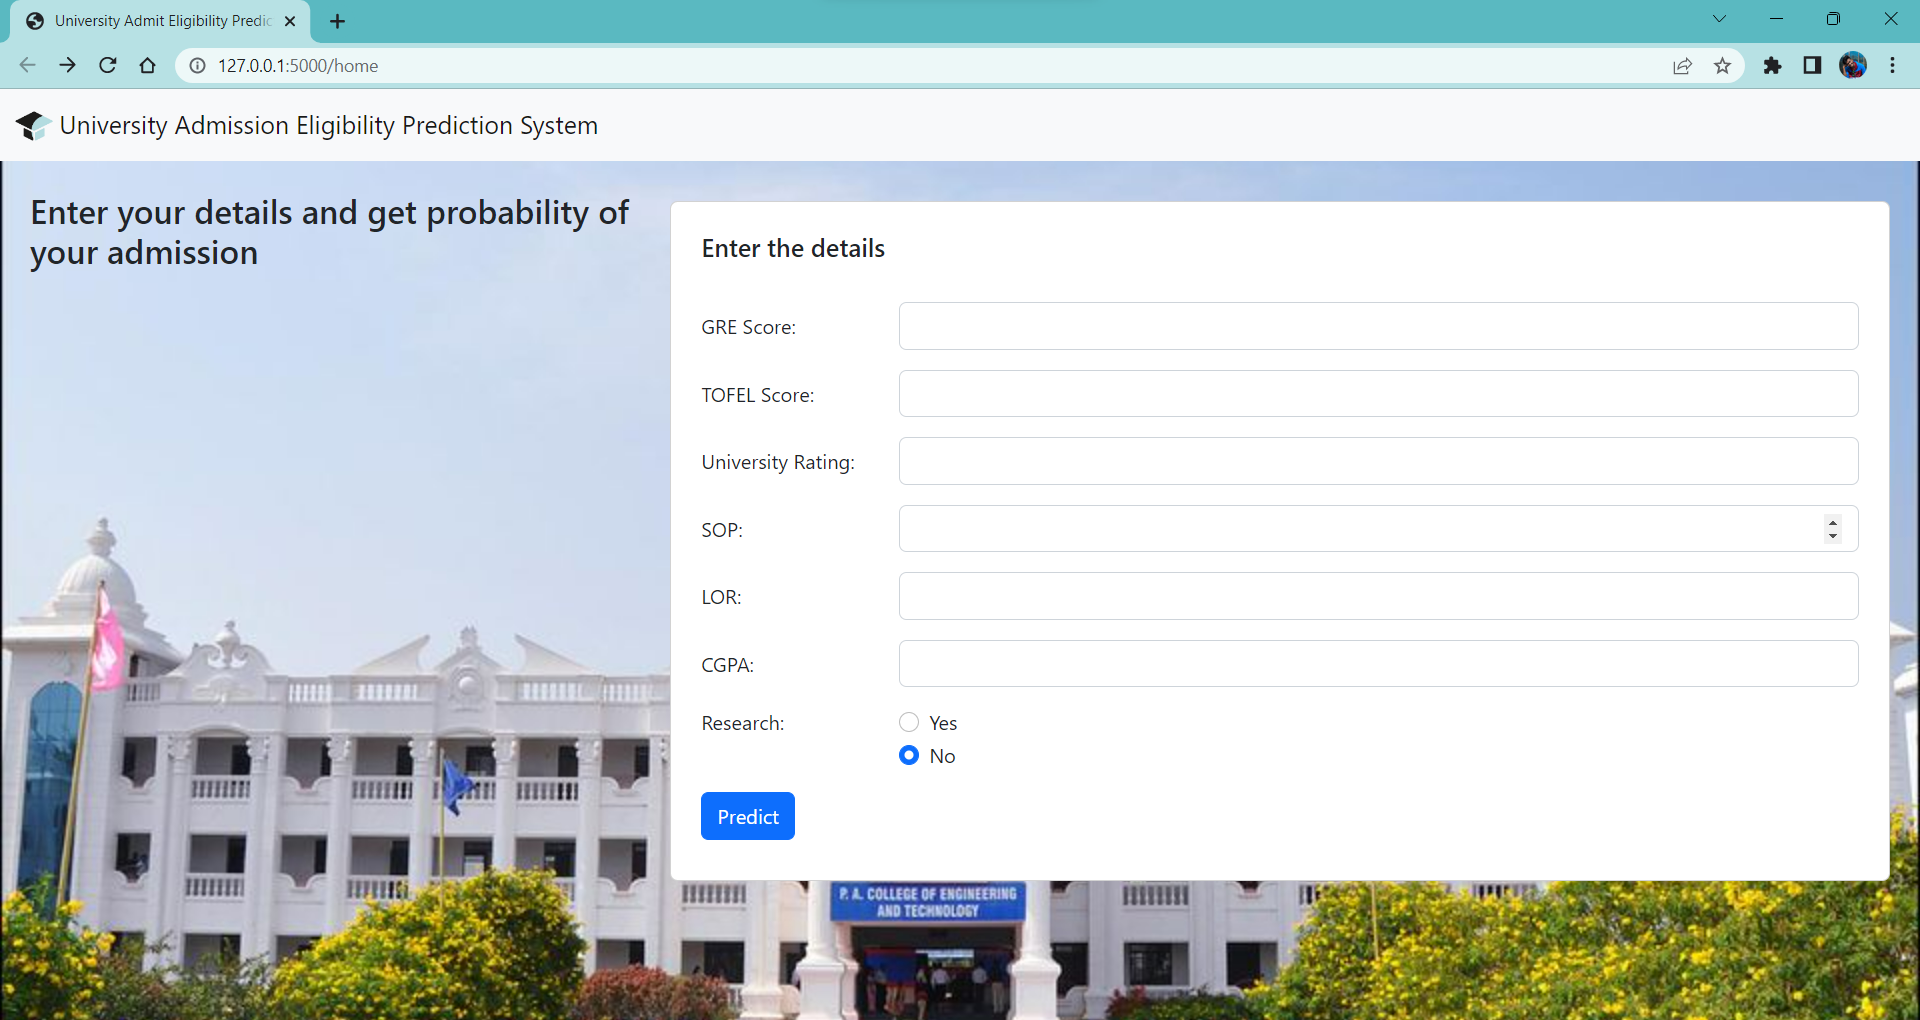 University Admit Eligibility Predic
127.0.0.1:5000/home
University Admission Eligibility Prediction System
Enter your details and get probability of
your admission
Enter the details
GRE Score:
TOFEL Score:
University Rating:
SOP:
LOR:
CGPA:
Research:
Yes
No
Predict
P. A. COLLEGE OF ENGINEERING
AND TECHNOLOGY